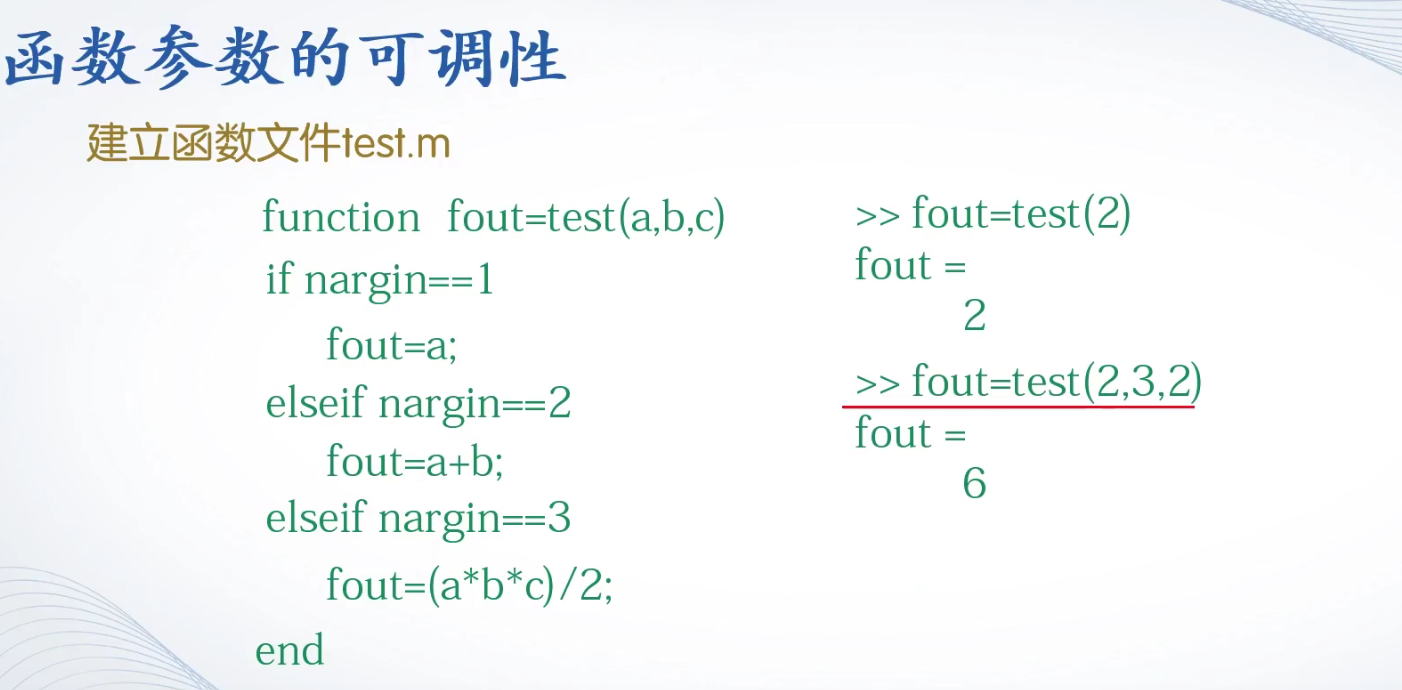 函数参数的可调性
建立函数文件test.m
function fout=test(a,b,c)
if nargin==1
fout=a;
elseif nargin==2
fout=a+b;
elseif nargin==3
fout=(a*b*c)/2;
end
>> fout=test(2)
fout =
2
>> fout=test(2,3,2)
fout =
6